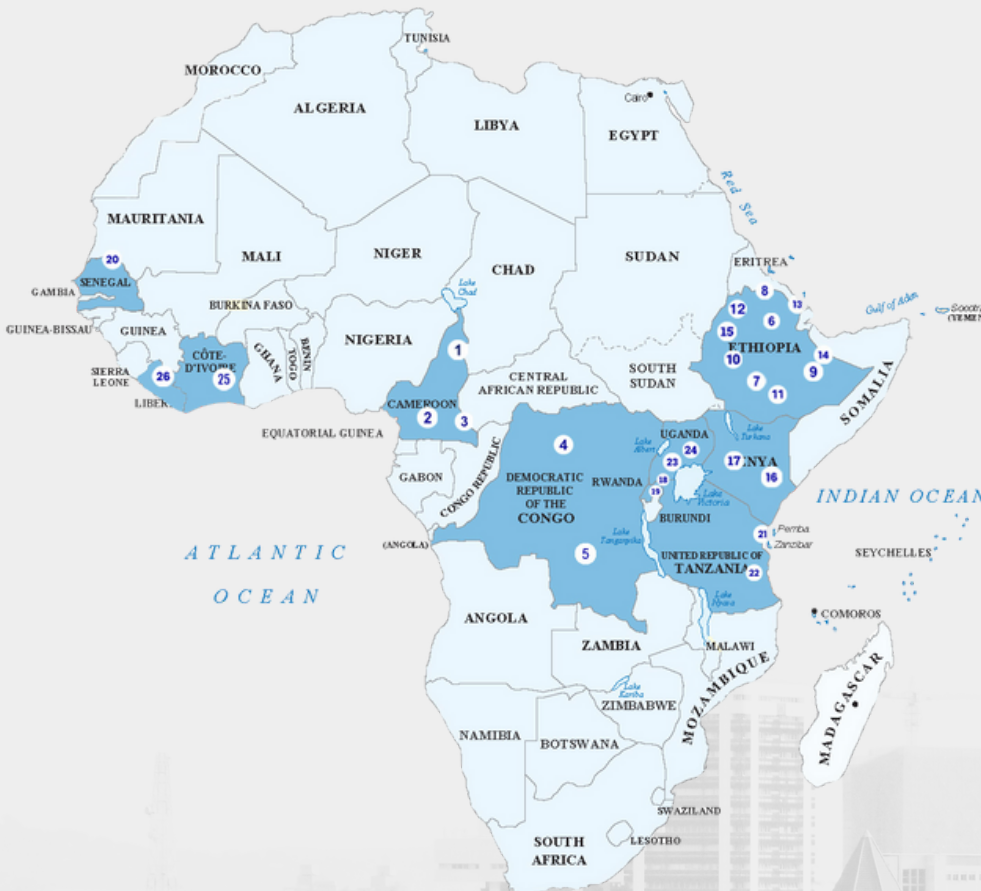 TUNISIA
MOROCCO
ALGERIA
LIBYA
Cairo
EGYPT
Red Sea
MAURITANIA
MALI
NIGER
CHAD
SUDAN
ERITREA
20
SENEGAL
GAMBIA
Lake
Chad
8
13
Gulf of Aden
Socotra
(YEMEN
12
6
BURKINA FASO
GUINEA-BISSAU
GUINEA
NIGERIA
15
ETHIOPIA
GHANA
TOGO
BENIN
CÔTE-
D'IVOIRE
1
10
14
9
SIERRA
LEONE
26
25
CENTRAL
AFRICAN REPUBLIC
SOUTH
SUDAN
7
11
SOMALIA
LIBER
CAMEROON
2
3
EQUATORIAL GUINEA
4
Lake
Albert
UGANDA
24
23
Lake
Turkana
17
ENYA
16
GABON
CONGO REPUBLIC
DEMOCRATIC
REPUBLIC
OF THE
CONGO
RWANDA
18
19
Lake
Victoria
BURUNDI
INDIAN OCEAN
(ANGOLA)
5
Lake
Tanganyika
21
Pemba
Zanzibar
UNITED REPUBLIC OF
TANZANIA
22
SEYCHELLES
ATLANTIC
OCEAN
Lake
COMOROS
ANGOLA
ZAMBIA
MALAWI
MOZAMBIQUE
MADAGASCAR
Lake
Kariba
ZIMBABWE
NAMIBIA
BOTSWANA
SWAZILAND
LESOTHO
SOUTH
AFRICA